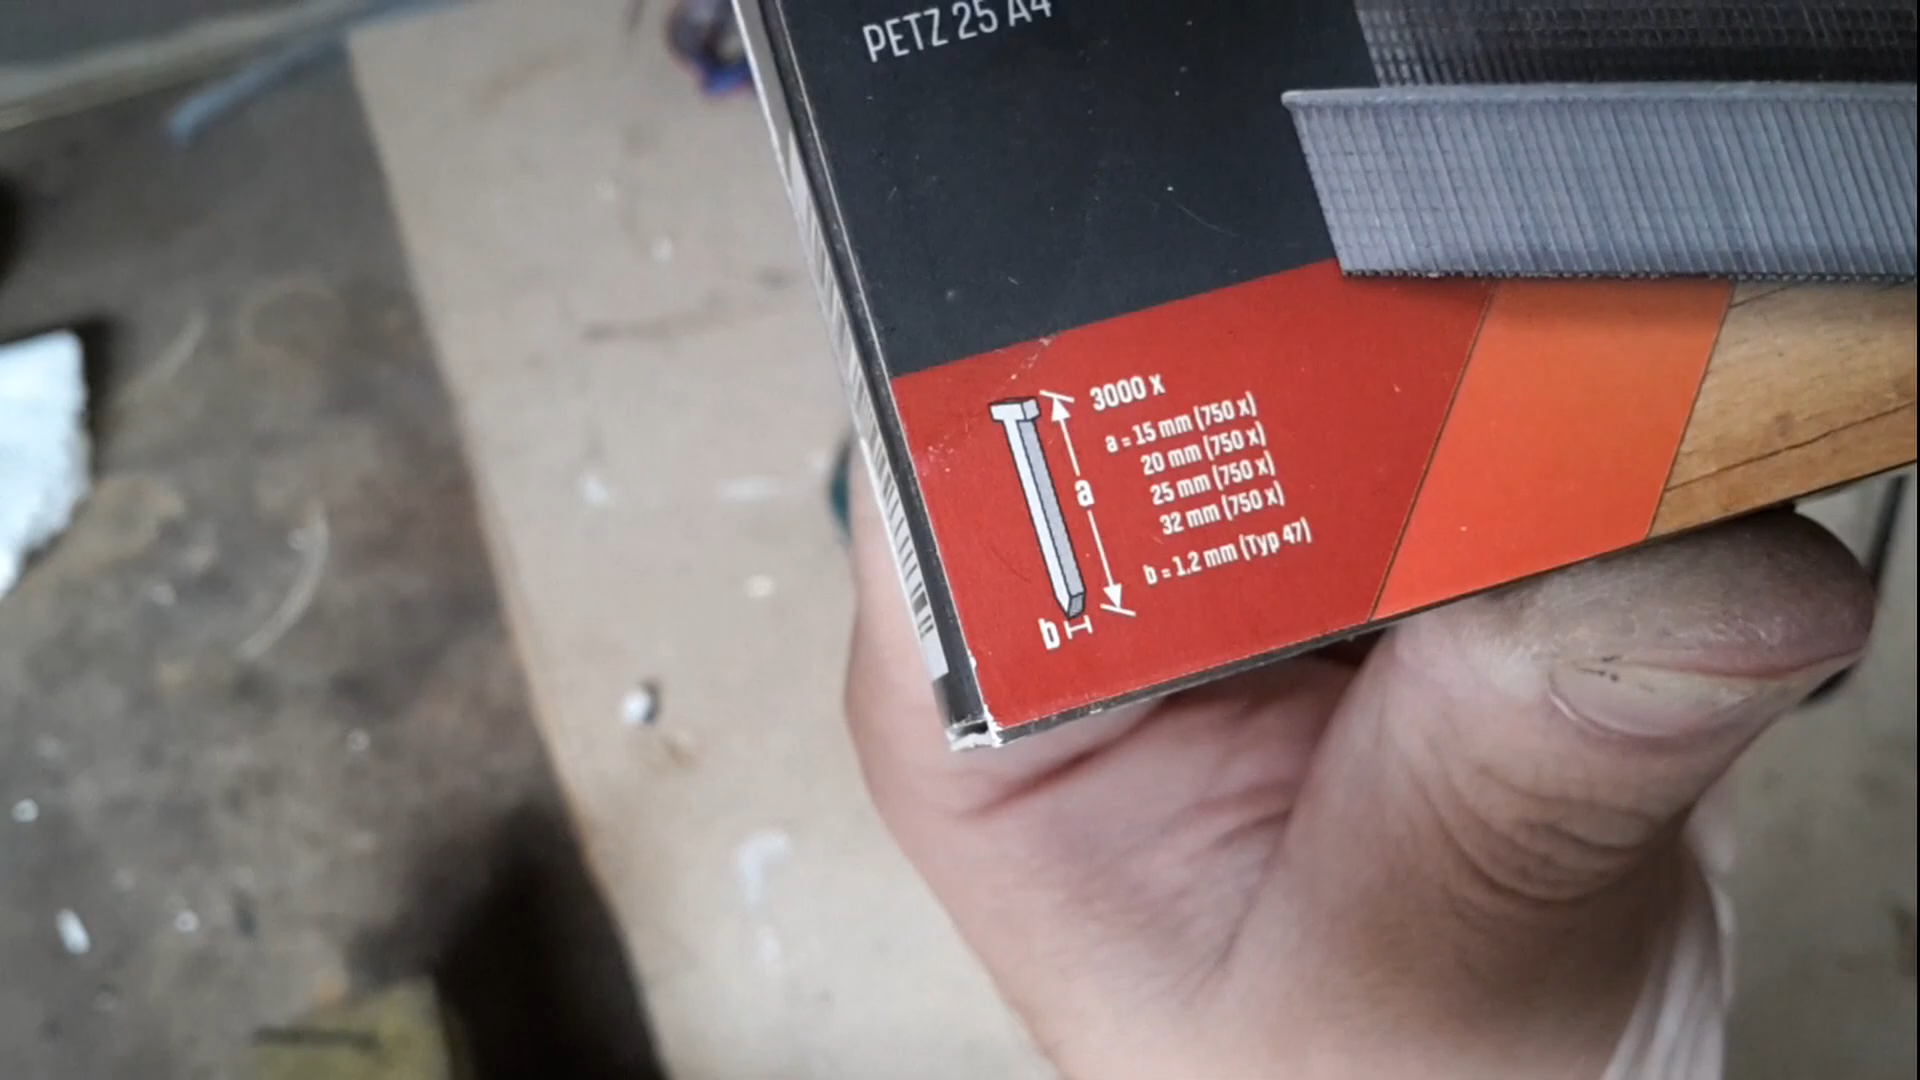 PETZ 25 A4
3000 x
a = 15 mm (750 x)
20 mm (750 x)
25 mm (750 x)
32 mm (750 x)
a
b = 1,2 mm (Typ 47)
b